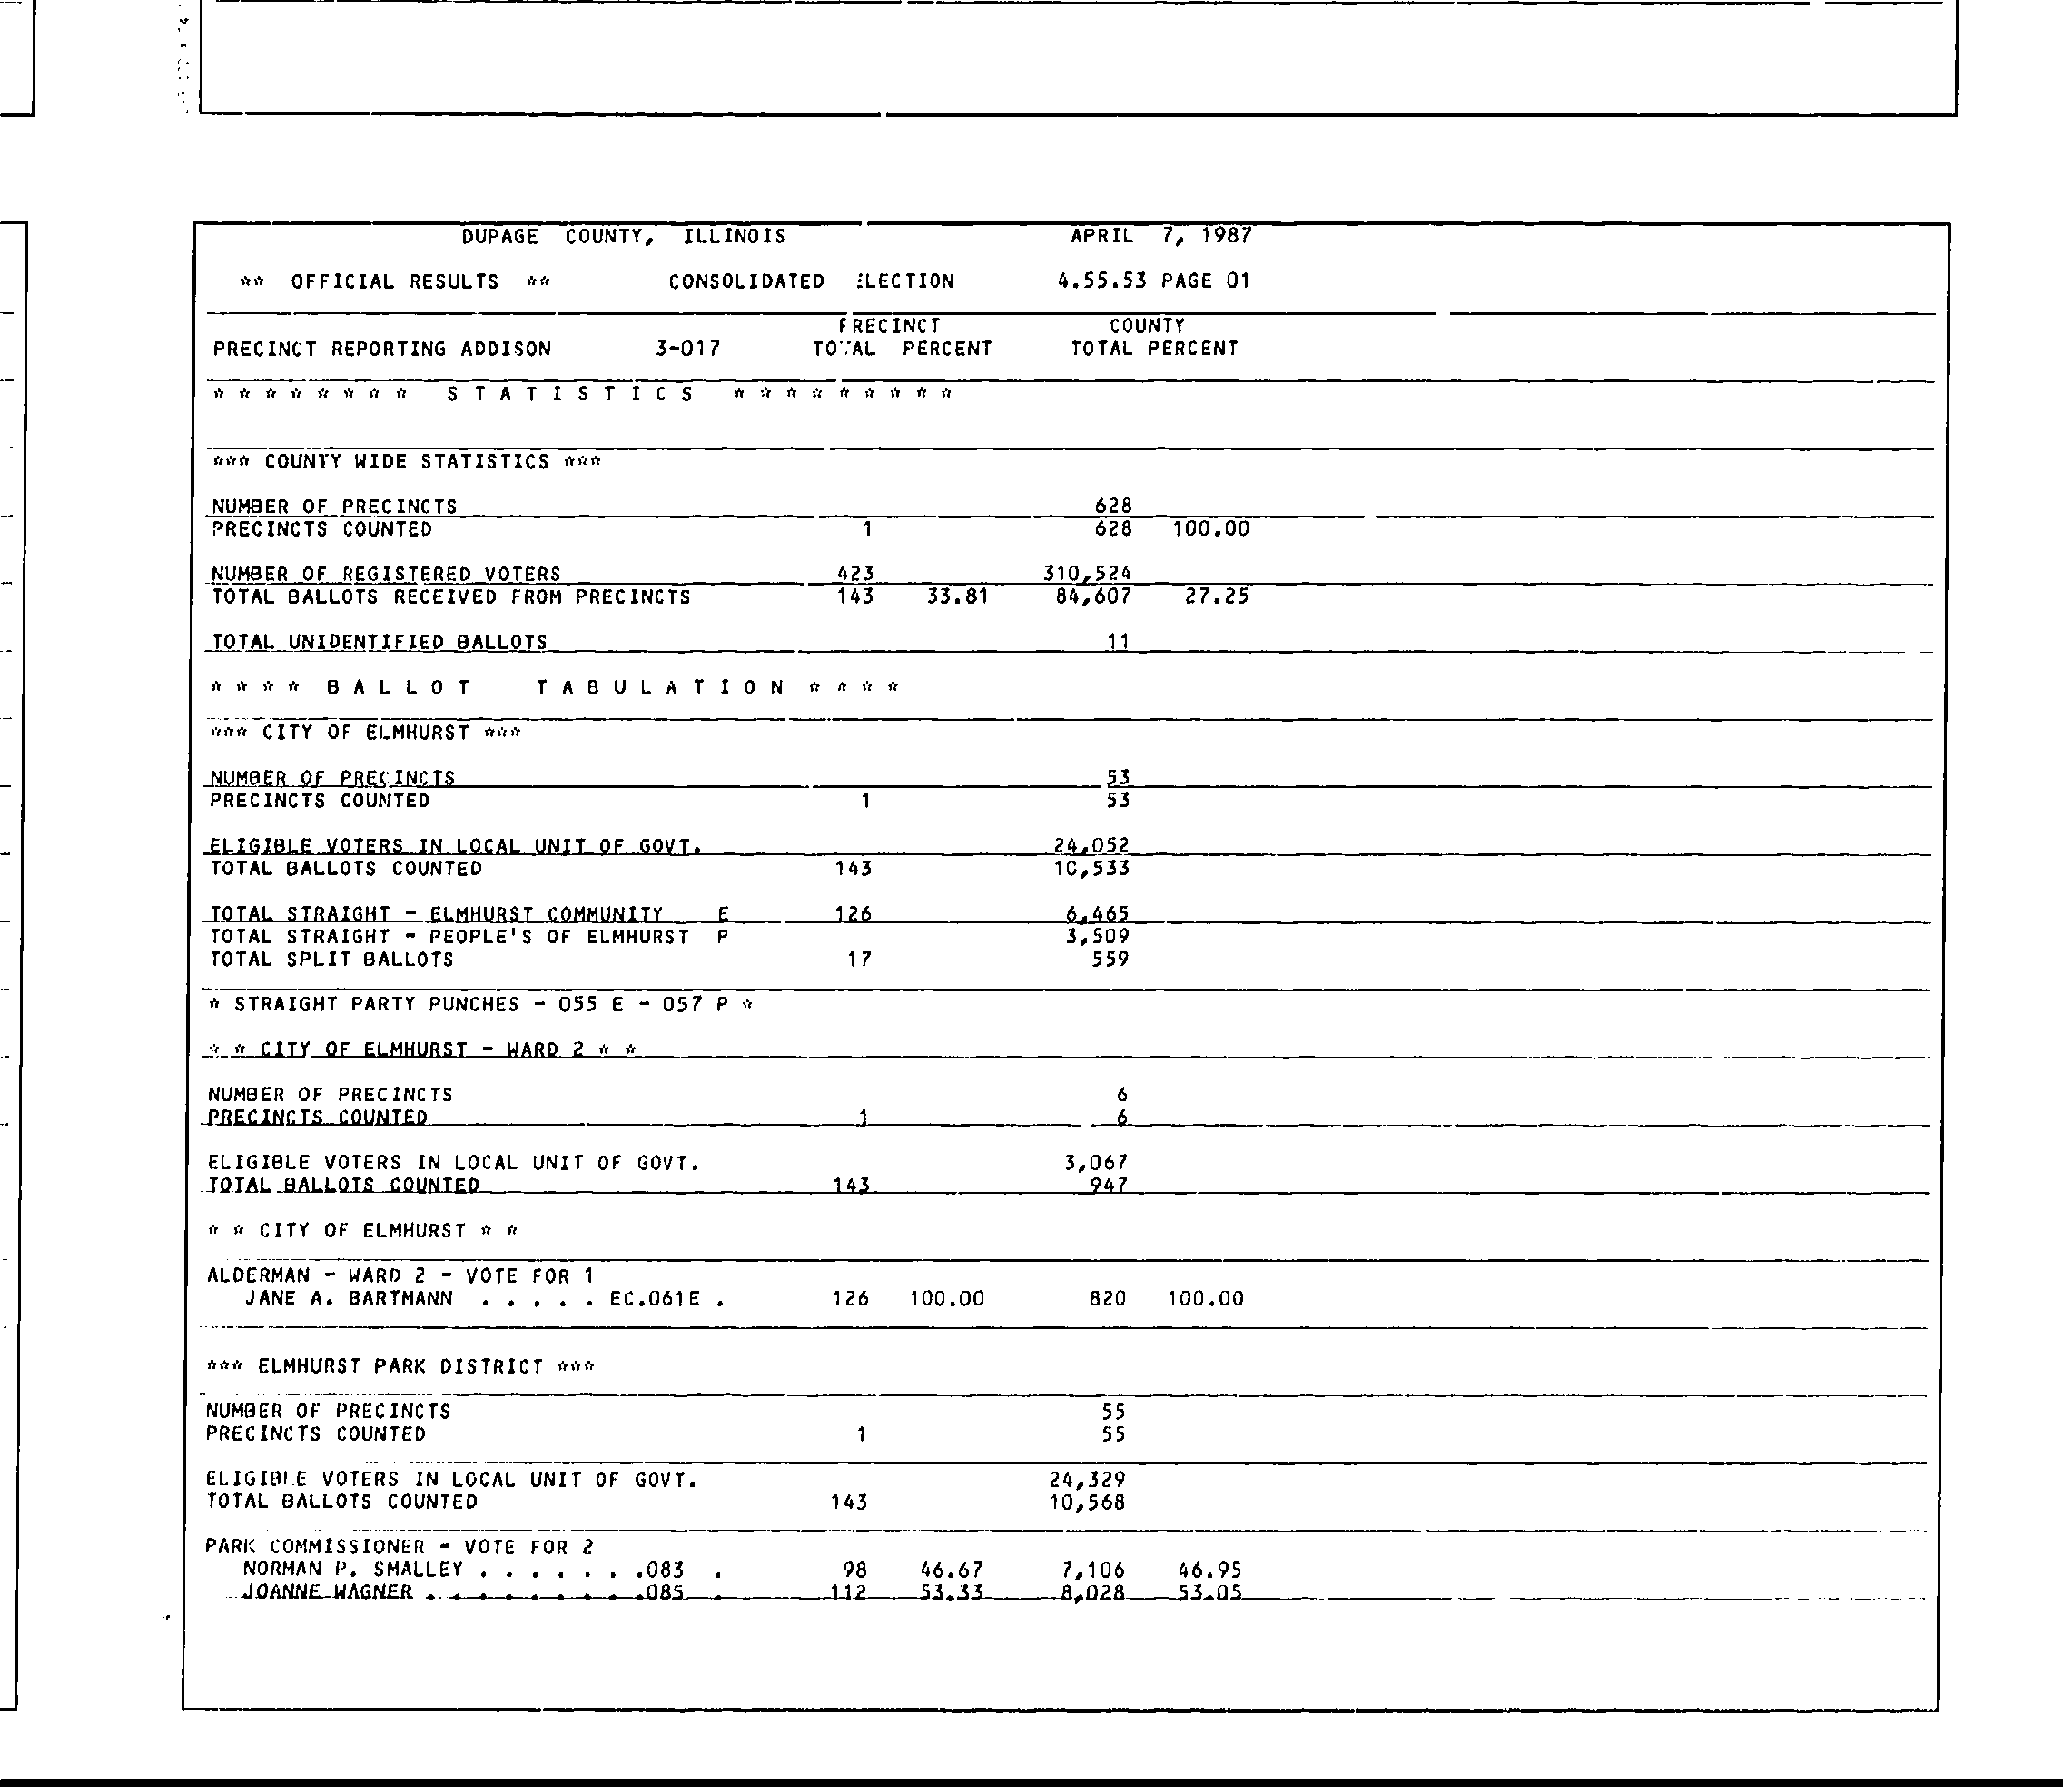 DUPAGE COUNTY, ILLINOIS APRIL 7, 1987
** OFFICIAL RESULTS ** CONSOLIDATED ELECTION 4.55.53 PAGE 01
PRECINCT COUNTY
PRECINCT REPORTING ADDISON 3-017 TOTAL PERCENT TOTAL PERCENT
* * * * * * * * S T A T I S T I C S * * * * * * * * *
*** COUNTY WIDE STATISTICS ***
NUMBER OF PRECINCTS 628
PRECINCTS COUNTED 1 628 100.00
NUMBER OF REGISTERED VOTERS 423 310,524
TOTAL BALLOTS RECEIVED FROM PRECINCTS 143 33.81 84,607 27.25
TOTAL UNIDENTIFIED BALLOTS 11
* * * * B A L L O T T A B U L A T I O N * * * *
*** CITY OF ELMHURST ***
NUMBER OF PRECINCTS 53
PRECINCTS COUNTED 1 53
ELIGIBLE VOTERS IN LOCAL UNIT OF GOVT. 24,052
TOTAL BALLOTS COUNTED 143 10,533
TOTAL STRAIGHT - ELMHURST COMMUNITY E 126 6,465
TOTAL STRAIGHT - PEOPLE'S OF ELMHURST P 3,509
TOTAL SPLIT BALLOTS 17 559
* STRAIGHT PARTY PUNCHES - 055 E - 057 P *
* * CITY OF ELMHURST - WARD 2 * *
NUMBER OF PRECINCTS 6
PRECINCTS COUNTED 1 6
ELIGIBLE VOTERS IN LOCAL UNIT OF GOVT. 3,067
TOTAL BALLOTS COUNTED 143 947
* * CITY OF ELMHURST * *
ALDERMAN - WARD 2 - VOTE FOR 1
JANE A. BARTMANN . . . . . EC.061E . 126 100.00 820 100.00
*** ELMHURST PARK DISTRICT ***
NUMBER OF PRECINCTS 55
PRECINCTS COUNTED 1 55
ELIGIBLE VOTERS IN LOCAL UNIT OF GOVT. 24,329
TOTAL BALLOTS COUNTED 143 10,568
PARK COMMISSIONER - VOTE FOR 2
NORMAN P. SMALLEY . . . . . . .083 . 98 46.67 7,106 46.95
JOANNE WAGNER . . . . . . . . .085 . 112 53.33 8,028 53.05